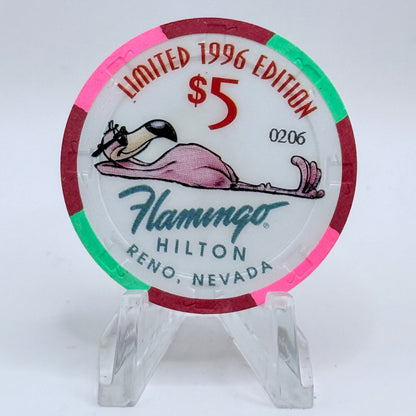 LIMITED 1996 EDITION
$5
0206
Flamingo®
HILTON
RENO, NEVADA